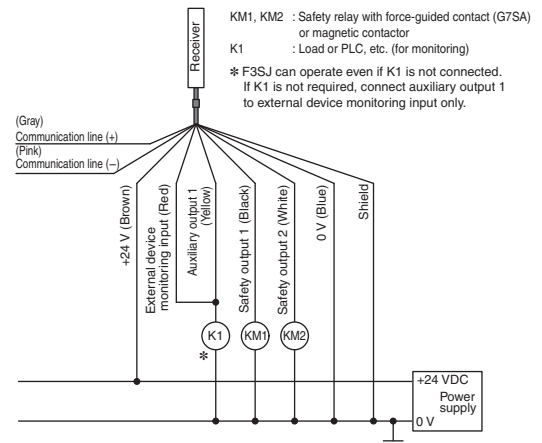 Receiver
KM1, KM2 : Safety relay with force-guided contact (G7SA)
or magnetic contactor
K1 : Load or PLC, etc. (for monitoring)
* F3SJ can operate even if K1 is not connected.
If K1 is not required, connect auxiliary output 1
to external device monitoring input only.
(Gray)
Communication line (+)
(Pink)
Communication line (−)
+24 V (Brown)
External device
monitoring input (Red)
Auxiliary output 1
(Yellow)
Safety output 1 (Black)
Safety output 2 (White)
0 V (Blue)
Shield
K1
*
KM1
KM2
+24 VDC
Power
supply
0 V